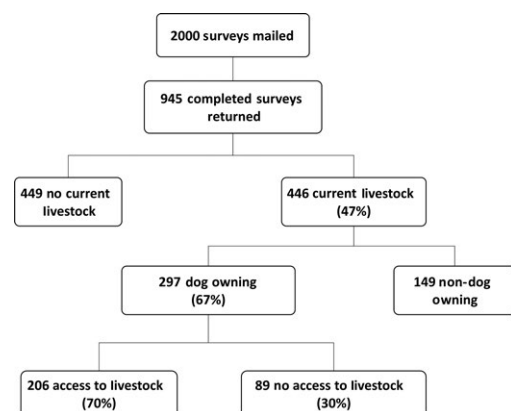 2000 surveys mailed
945 completed surveys
returned
449 no current
livestock
446 current livestock
(47%)
297 dog owning
(67%)
149 non-dog
owning
206 access to livestock
(70%)
89 no access to livestock
(30%)